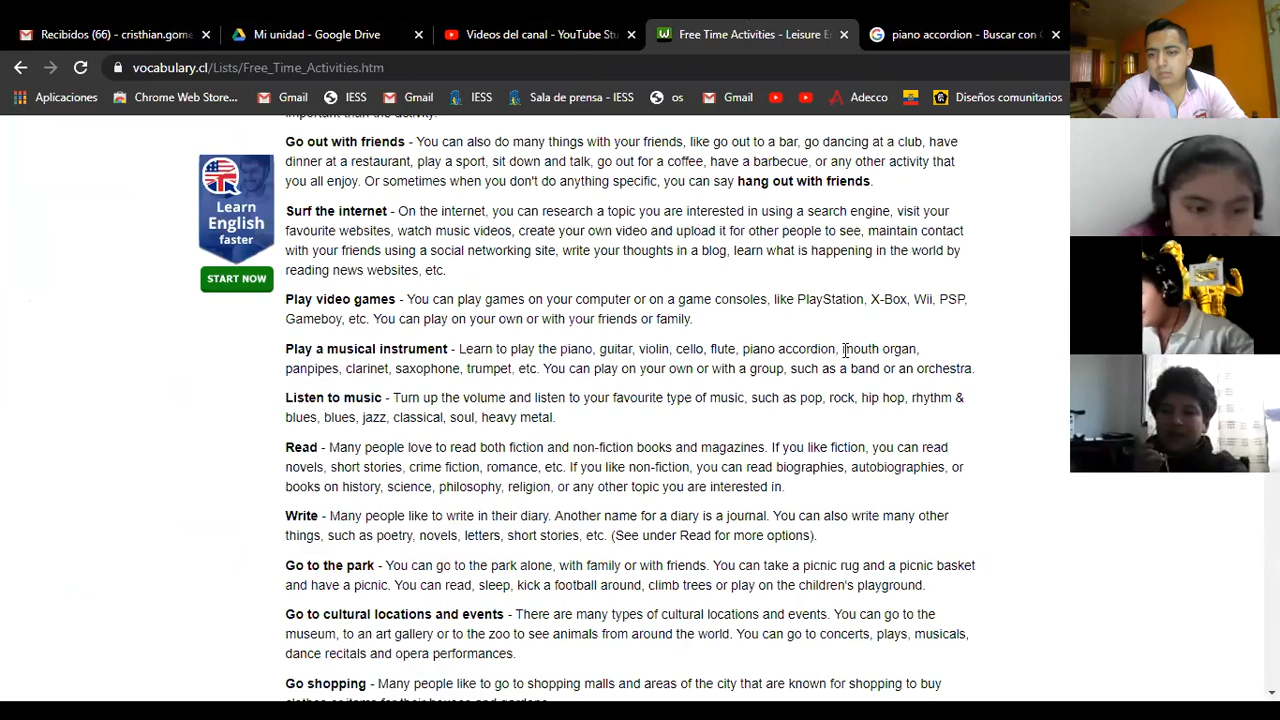 Recibidos (66) - cristhian.gome
Mi unidad - Google Drive
Videos del canal - YouTube Stu
Free Time Activities - Leisure E
piano accordion - Buscar con G
vocabulary.cl/Lists/Free_Time_Activities.htm
Aplicaciones Chrome Web Store... Gmail IESS Gmail IESS Sala de prensa - IESS os Gmail Adecco Diseños comunitarios
important than the activity.
Go out with friends - You can also do many things with your friends, like go out to a bar, go dancing at a club, have
dinner at a restaurant, play a sport, sit down and talk, go out for a coffee, have a barbecue, or any other activity that
you all enjoy. Or sometimes when you don't do anything specific, you can say hang out with friends.
Learn
English
faster
START NOW
Surf the internet - On the internet, you can research a topic you are interested in using a search engine, visit your
favourite websites, watch music videos, create your own video and upload it for other people to see, maintain contact
with your friends using a social networking site, write your thoughts in a blog, learn what is happening in the world by
reading news websites, etc.
Play video games - You can play games on your computer or on a game consoles, like PlayStation, X-Box, Wii, PSP,
Gameboy, etc. You can play on your own or with your friends or family.
Play a musical instrument - Learn to play the piano, guitar, violin, cello, flute, piano accordion, mouth organ,
panpipes, clarinet, saxophone, trumpet, etc. You can play on your own or with a group, such as a band or an orchestra.
Listen to music - Turn up the volume and listen to your favourite type of music, such as pop, rock, hip hop, rhythm &
blues, blues, jazz, classical, soul, heavy metal.
Read - Many people love to read both fiction and non-fiction books and magazines. If you like fiction, you can read
novels, short stories, crime fiction, romance, etc. If you like non-fiction, you can read biographies, autobiographies, or
books on history, science, philosophy, religion, or any other topic you are interested in.
Write - Many people like to write in their diary. Another name for a diary is a journal. You can also write many other
things, such as poetry, novels, letters, short stories, etc. (See under Read for more options).
Go to the park - You can go to the park alone, with family or with friends. You can take a picnic rug and a picnic basket
and have a picnic. You can read, sleep, kick a football around, climb trees or play on the children's playground.
Go to cultural locations and events - There are many types of cultural locations and events. You can go to the
museum, to an art gallery or to the zoo to see animals from around the world. You can go to concerts, plays, musicals,
dance recitals and opera performances.
Go shopping - Many people like to go to shopping malls and areas of the city that are known for shopping to buy